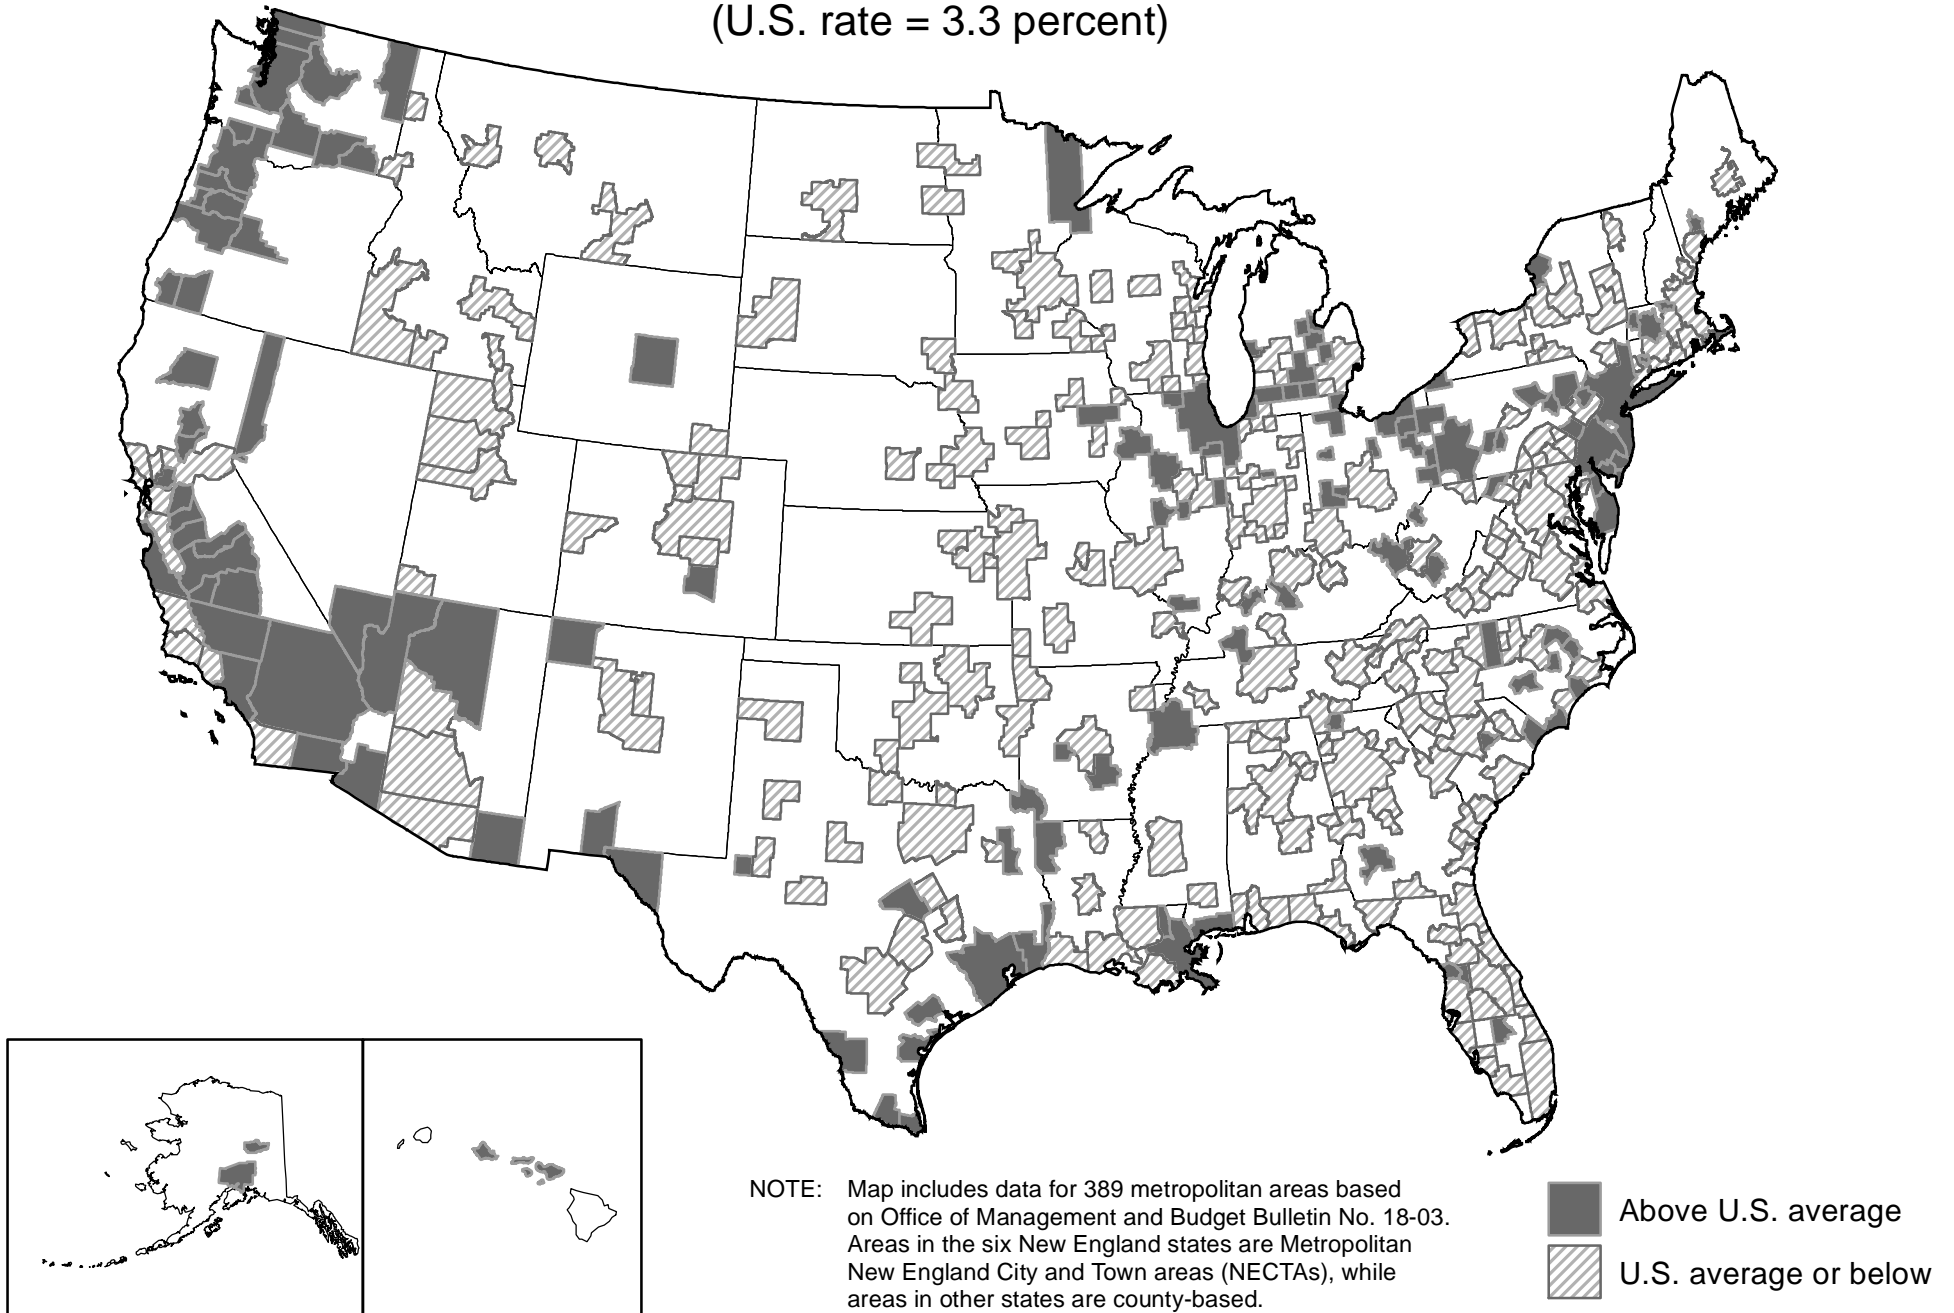 (U.S. rate = 3.3 percent)
NOTE: Map includes data for 389 metropolitan areas based
on Office of Management and Budget Bulletin No. 18-03.
Areas in the six New England states are Metropolitan
New England City and Town areas (NECTAs), while
areas in other states are county-based.
Above U.S. average
U.S. average or below